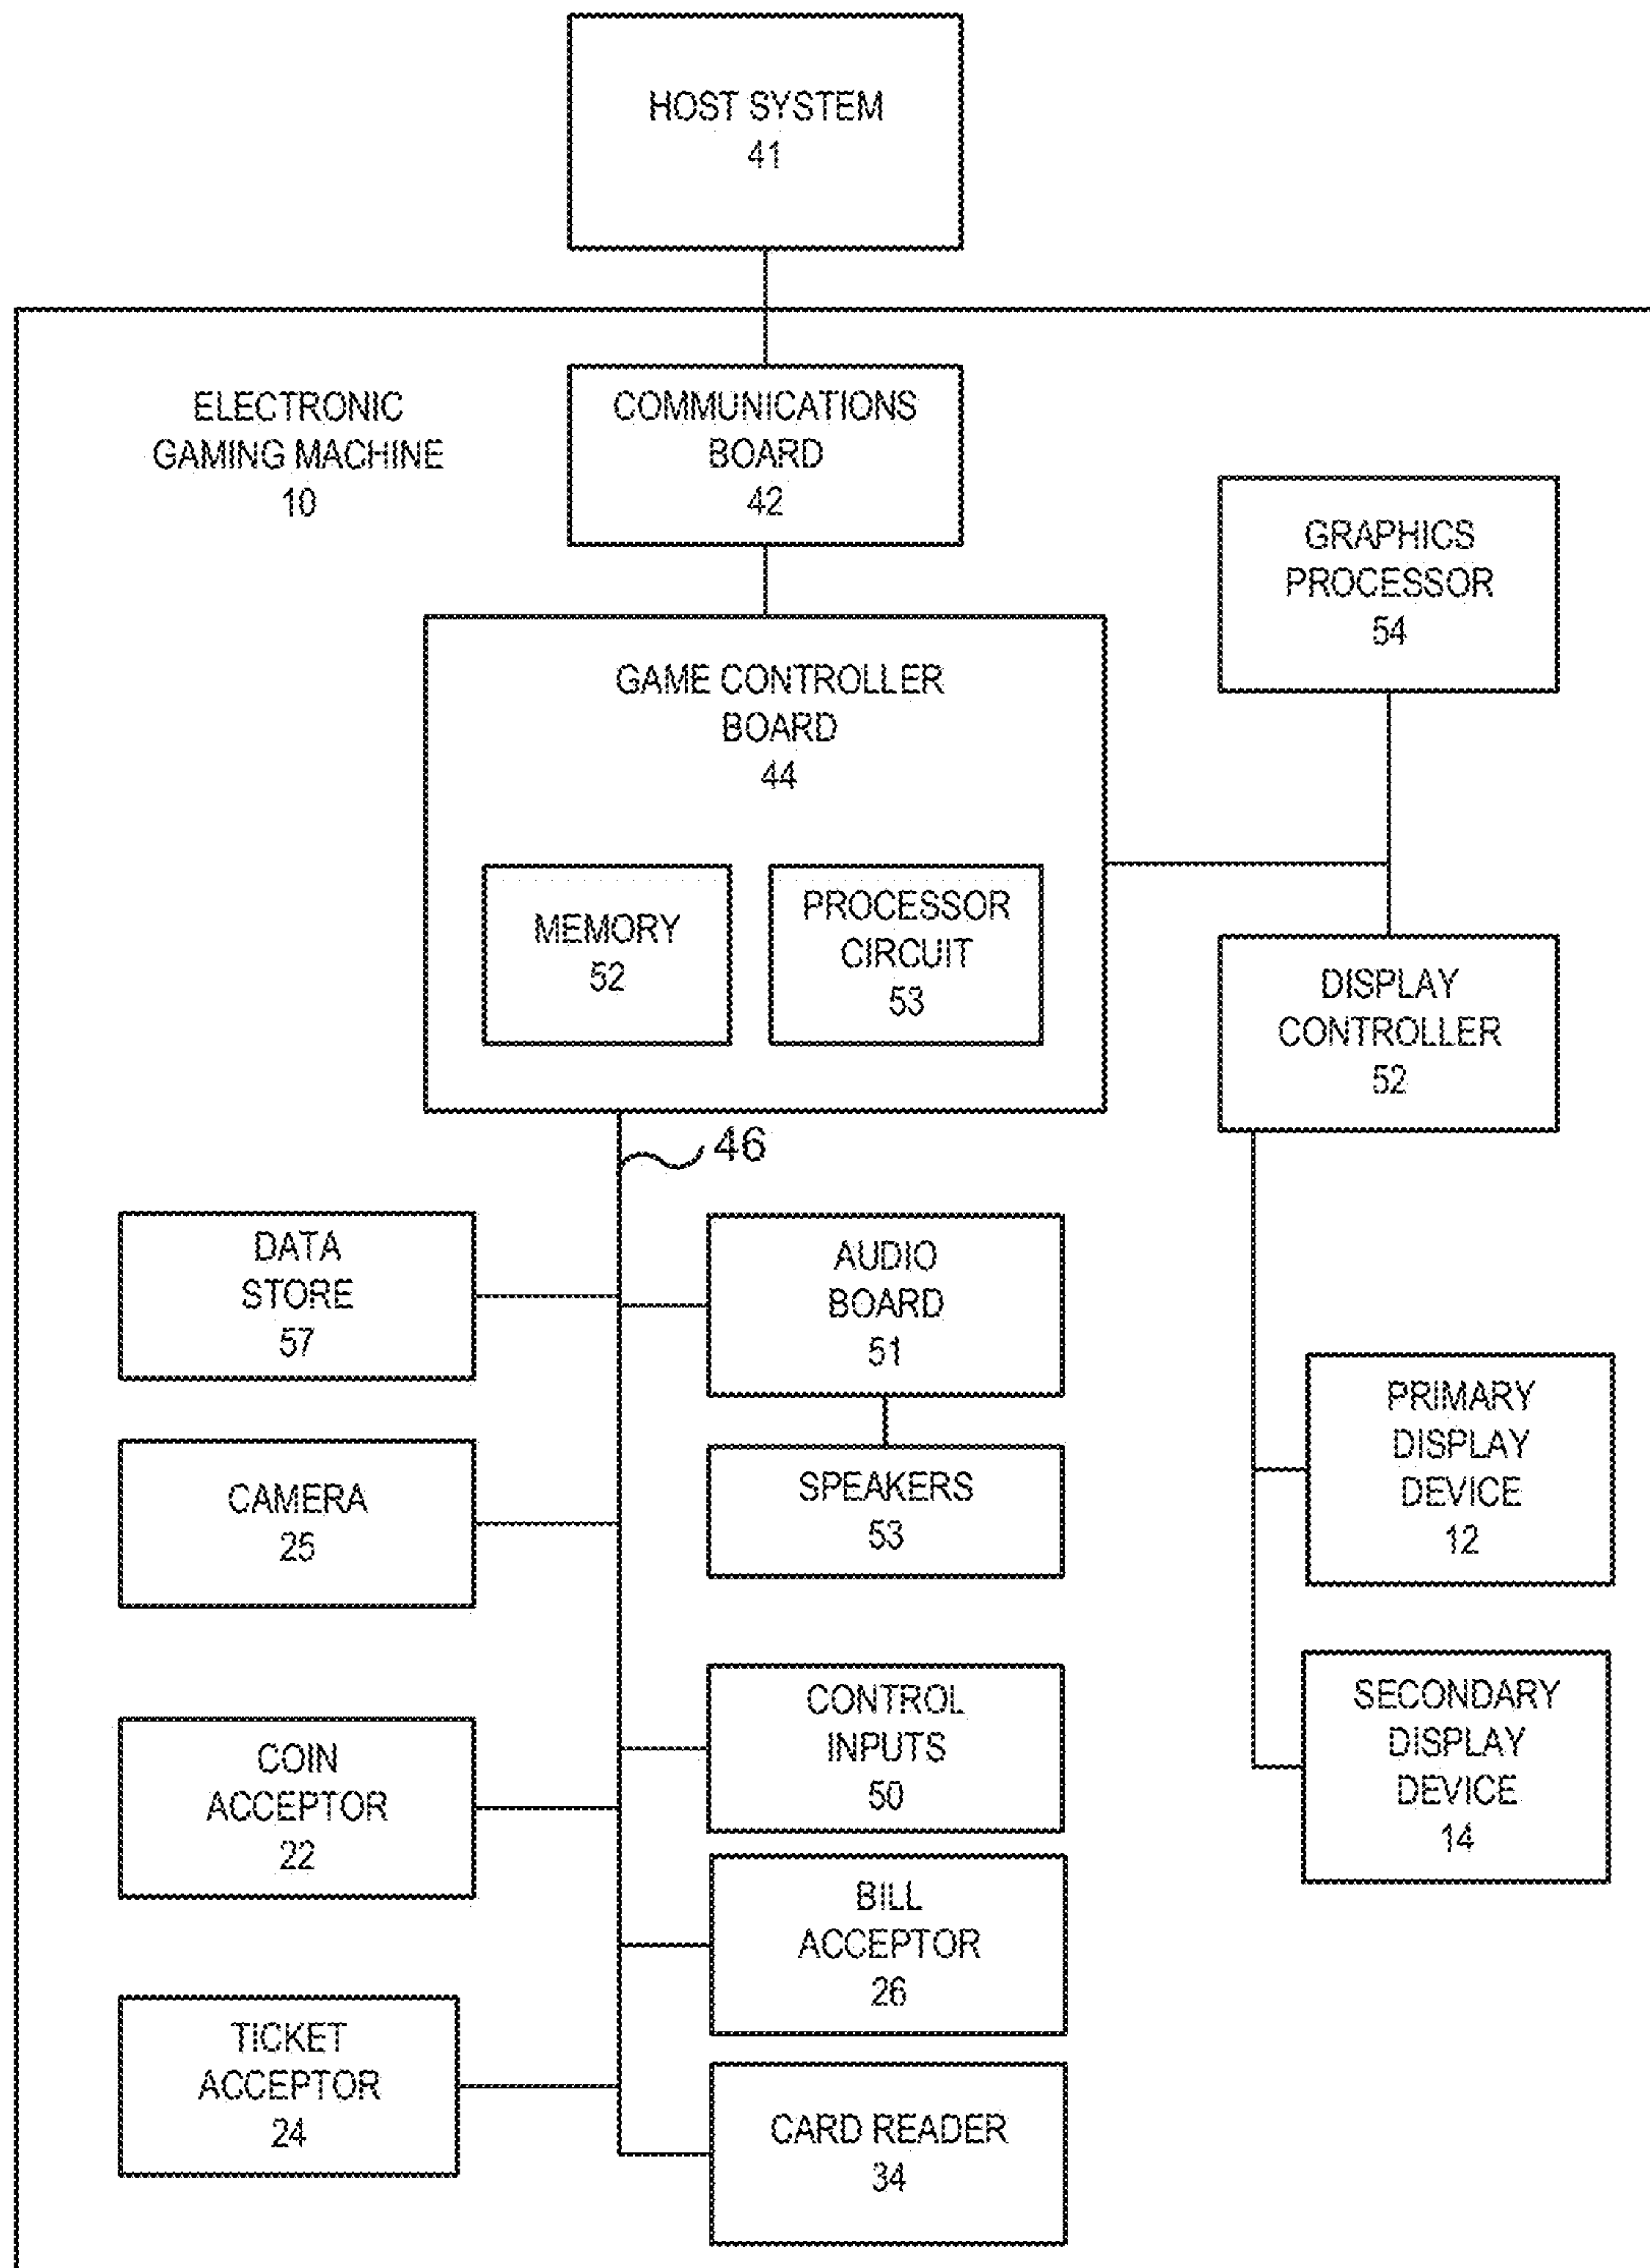 HOST SYSTEM
41
ELECTRONIC
GAMING MACHINE
10
COMMUNICATIONS
BOARD
42
GRAPHICS
PROCESSOR
54
GAME CONTROLLER
BOARD
44
MEMORY
52
PROCESSOR
CIRCUIT
53
DISPLAY
CONTROLLER
52
46
DATA
STORE
57
AUDIO
BOARD
51
PRIMARY
DISPLAY
DEVICE
12
CAMERA
25
SPEAKERS
53
CONTROL
INPUTS
50
SECONDARY
DISPLAY
DEVICE
14
COIN
ACCEPTOR
22
BILL
ACCEPTOR
26
TICKET
ACCEPTOR
24
CARD READER
34